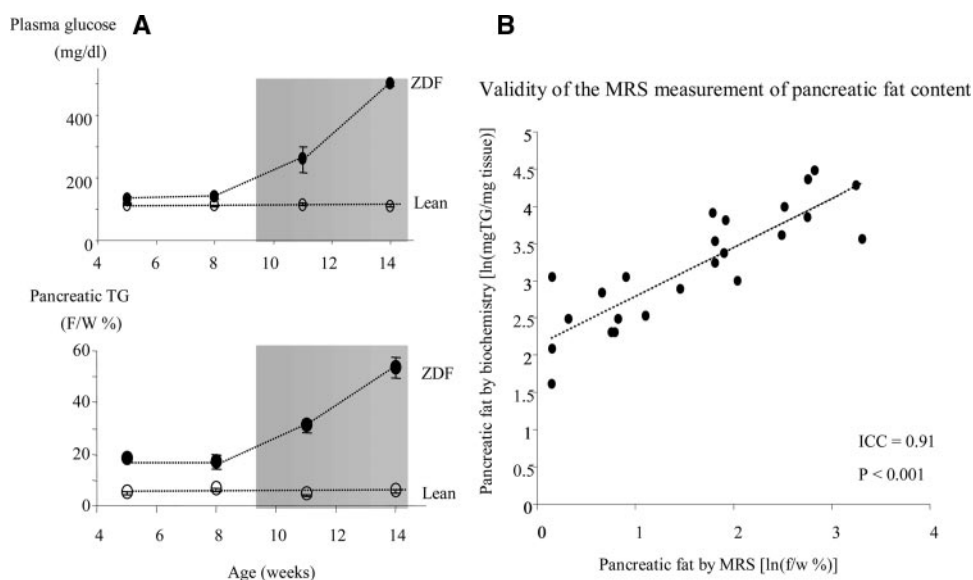 Plasma glucose
(mg/dl)
A
ZDF
400
200
Lean
0
4 6 8 10 12 14
Pancreatic TG
(F/W %)
60
ZDF
40
20
Lean
0
4 6 8 10 12 14
Age (weeks)
B
Validity of the MRS measurement of pancreatic fat content
Pancreatic fat by biochemistry [ln(mgTG/mg tissue)]
5
4.5
4
3.5
3
2.5
2
1.5
1
0.5
0
ICC = 0.91
P < 0.001
0 1 2 3 4
Pancreatic fat by MRS [ln(f/w %)]